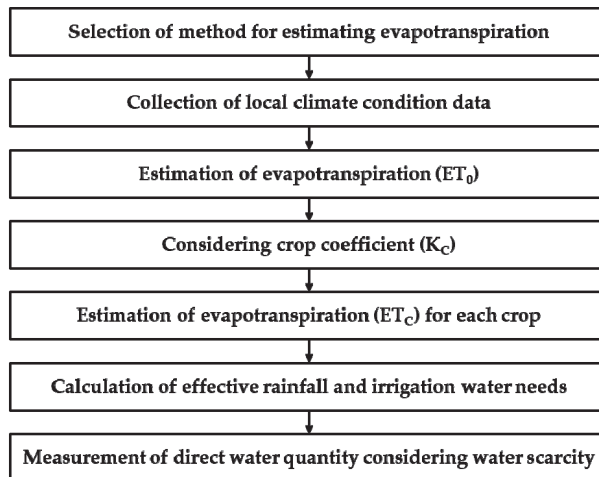 Selection of method for estimating evapotranspiration
Collection of local climate condition data
Estimation of evapotranspiration (ET₀)
Considering crop coefficient (K_C)
Estimation of evapotranspiration (ET_C) for each crop
Calculation of effective rainfall and irrigation water needs
Measurement of direct water quantity considering water scarcity